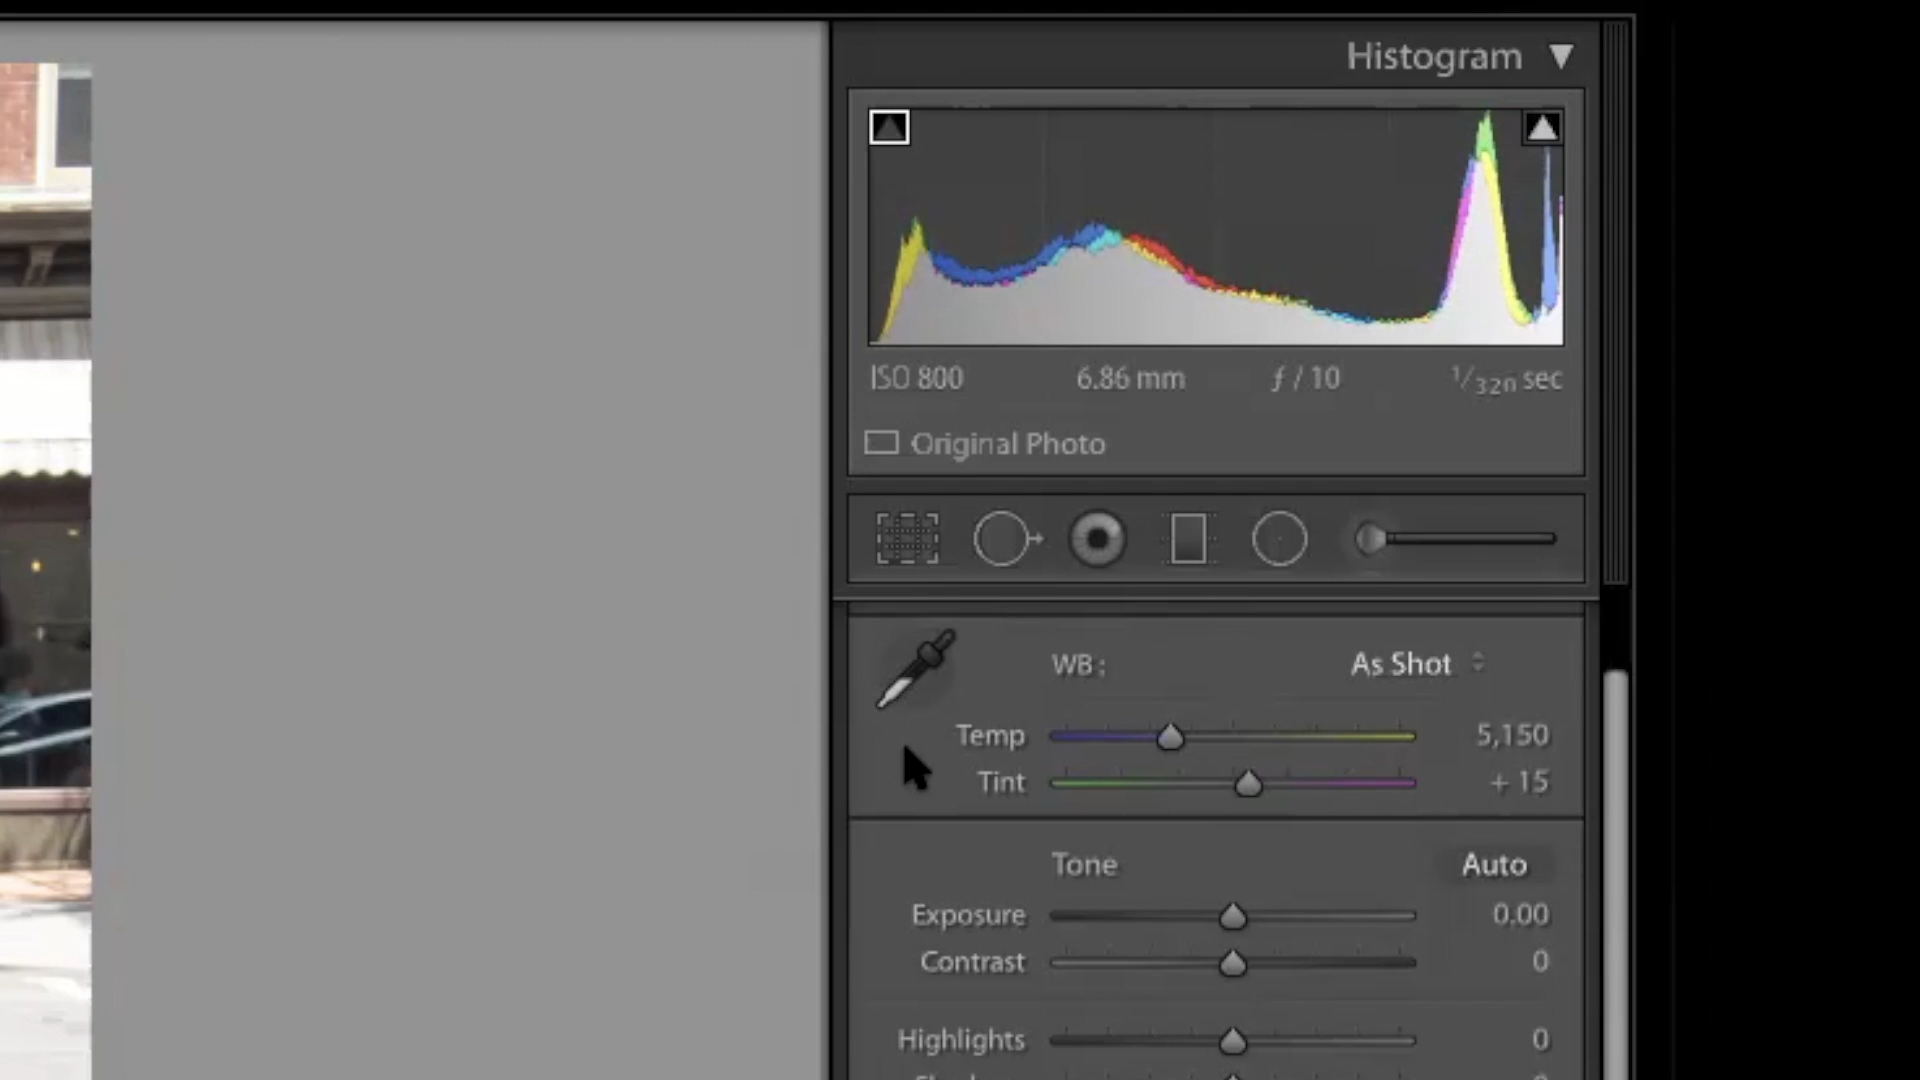 Histogram
ISO 800 6.86 mm ƒ / 10 1/320 sec
Original Photo
WB : As Shot
Temp 5,150
Tint + 15
Tone Auto
Exposure 0.00
Contrast 0
Highlights 0